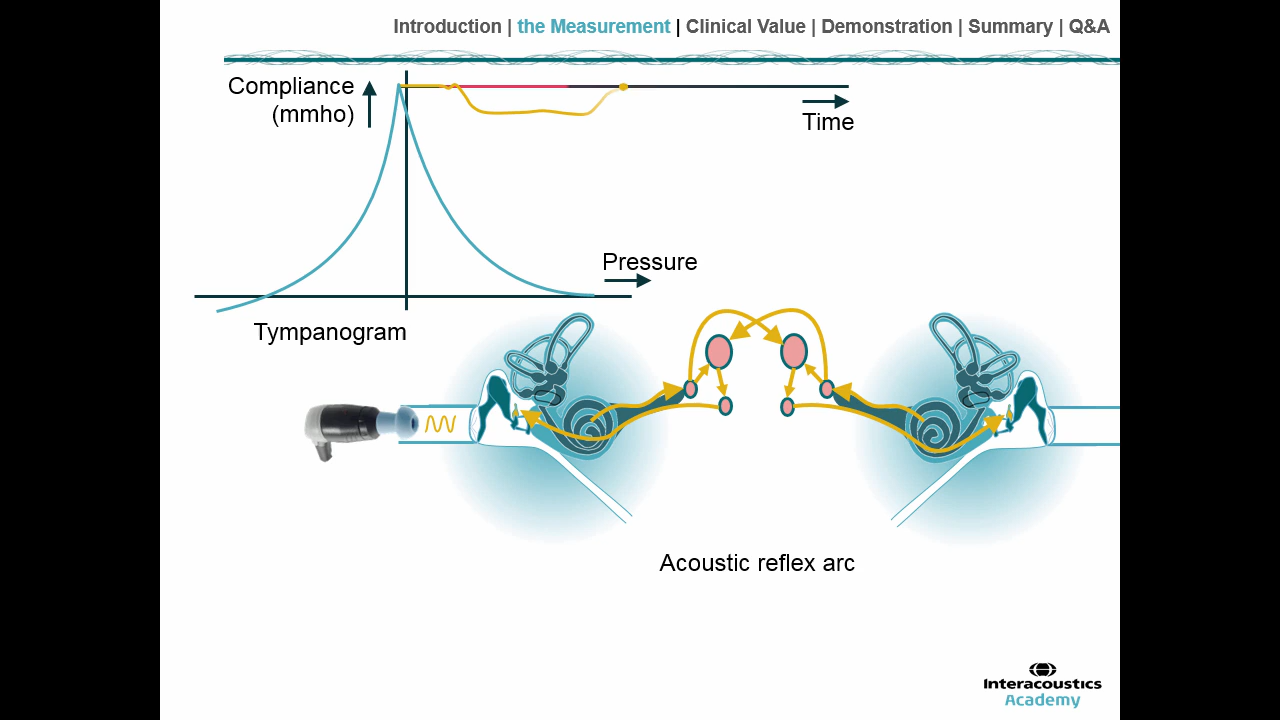 Introduction | the Measurement | Clinical Value | Demonstration | Summary | Q&A
Compliance
(mmho)
Time
Pressure
Tympanogram
Acoustic reflex arc
Interacoustics
Academy